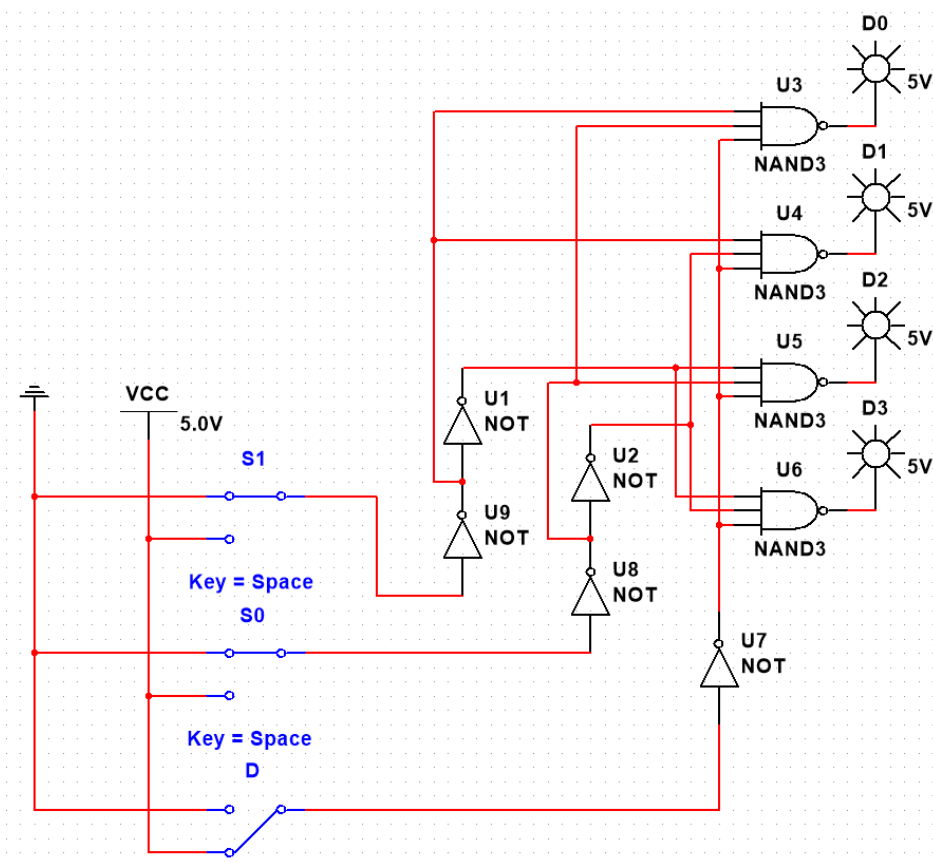 D0
5V
U3
NAND3
D1
5V
U4
NAND3
D2
5V
U5
NAND3
D3
5V
U6
NAND3
VCC
5.0V
U1
NOT
U2
NOT
S1
U9
NOT
U8
NOT
Key = Space
S0
U7
NOT
Key = Space
D